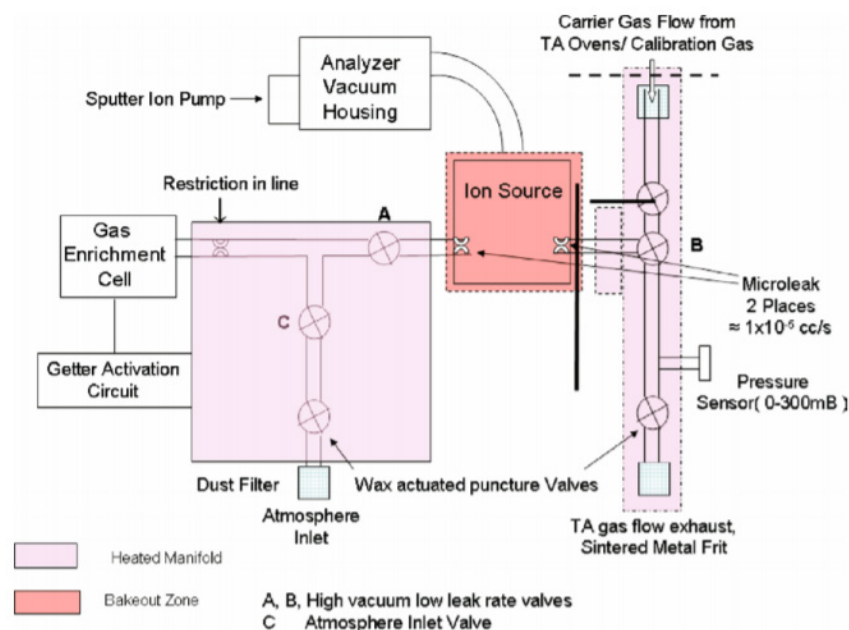 Carrier Gas Flow from
TA Ovens/ Calibration Gas
Analyzer
Vacuum
Housing
Sputter Ion Pump
Restriction in line
Ion Source
A
Gas
Enrichment
Cell
B
C
Microleak
2 Places
≈ 1x10⁻⁵ cc/s
Getter Activation
Circuit
Pressure
Sensor( 0-300mB )
Dust Filter
Wax actuated puncture Valves
Atmosphere
Inlet
TA gas flow exhaust,
Sintered Metal Frit
Heated Manifold
Bakeout Zone
A, B, High vacuum low leak rate valves
C Atmosphere Inlet Valve